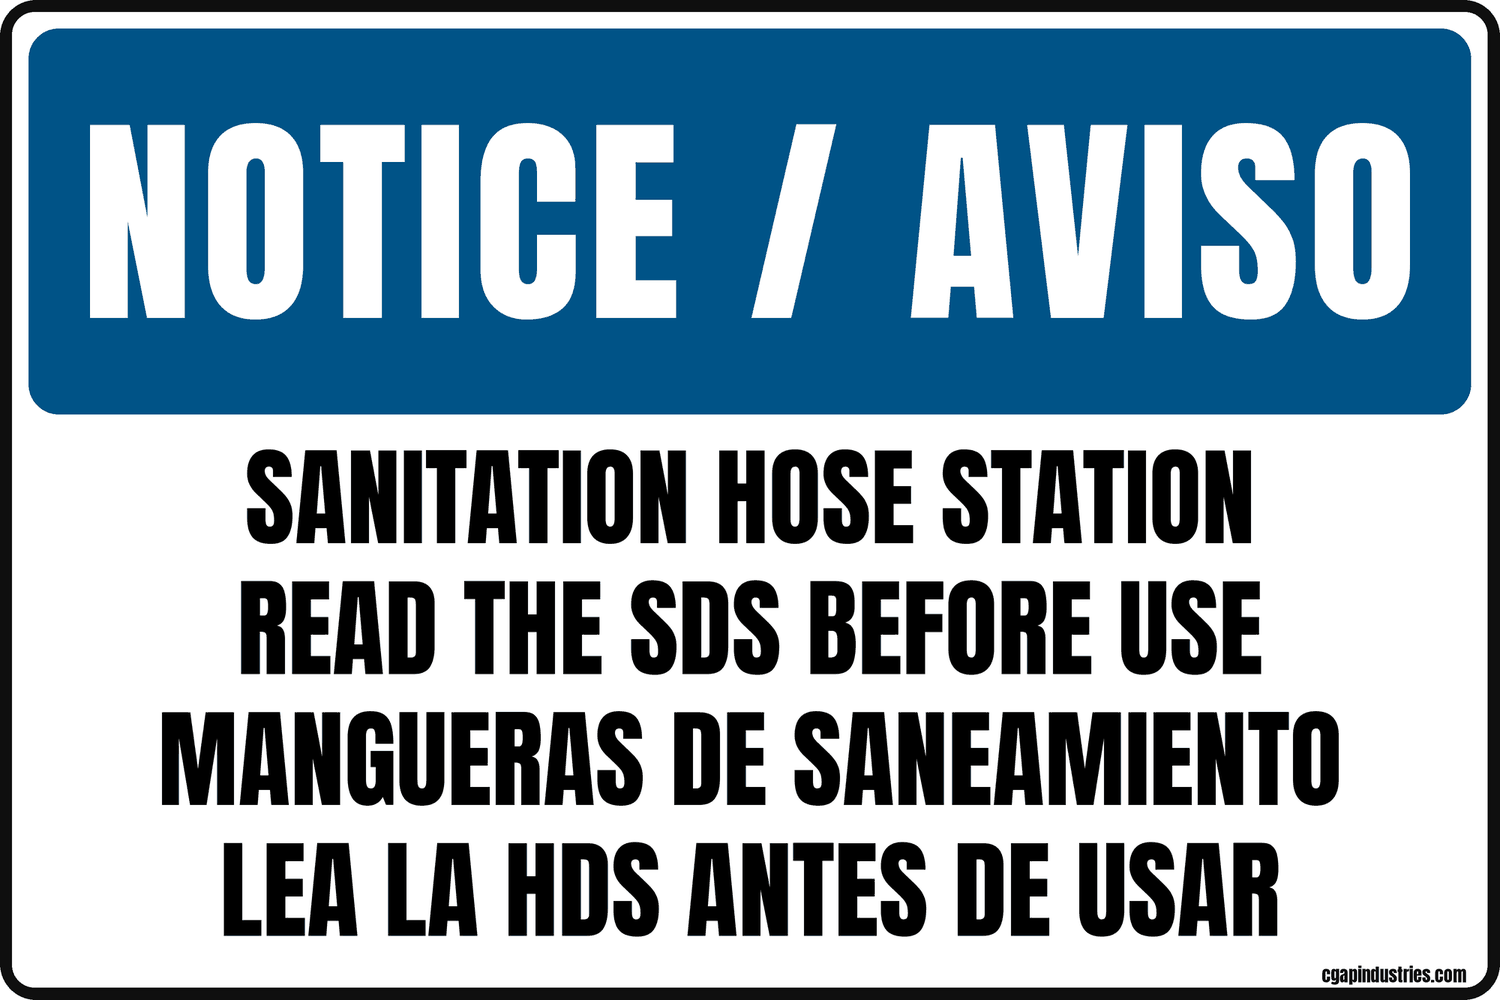 NOTICE / AVISO
SANITATION HOSE STATION
READ THE SDS BEFORE USE
MANGUERAS DE SANEAMIENTO
LEA LA HDS ANTES DE USAR
cgapindustries.com